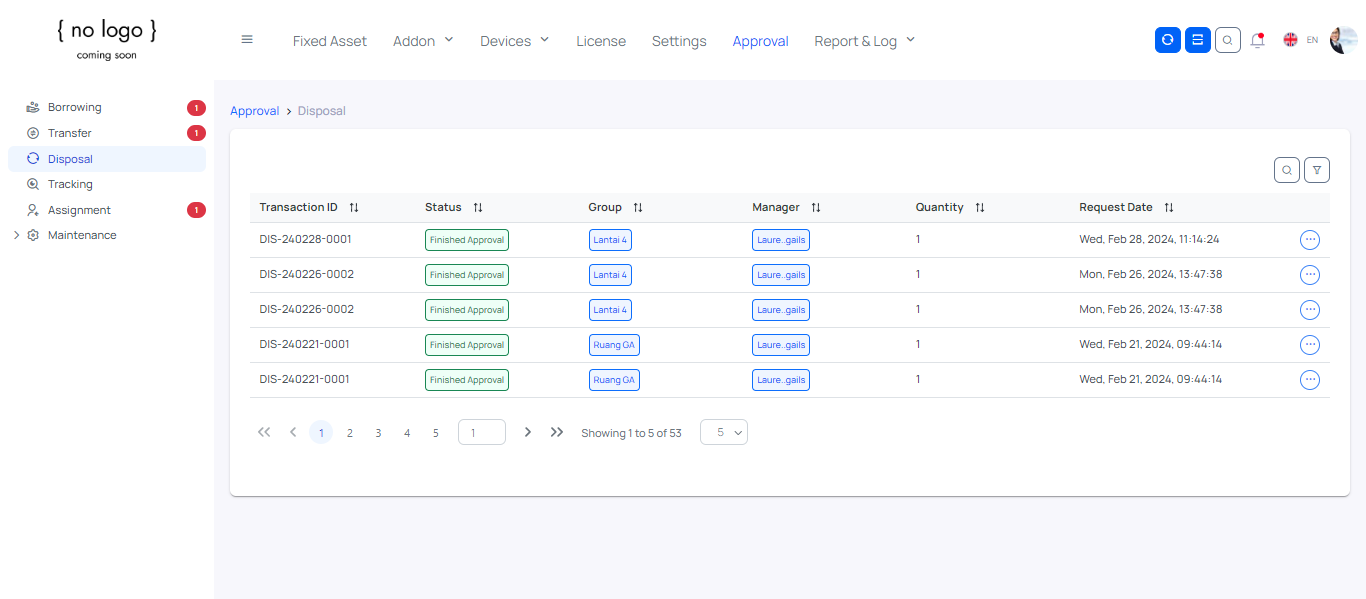 { no logo }
coming soon
Fixed Asset Addon Devices License Settings Approval Report & Log EN
Borrowing 1
Transfer 1
Disposal
Tracking
Assignment 1
Maintenance
Approval > Disposal
Transaction ID Status Group Manager Quantity Request Date
DIS-240228-0001 Finished Approval Lantai 4 Laure..gails 1 Wed, Feb 28, 2024, 11:14:24
DIS-240226-0002 Finished Approval Lantai 4 Laure..gails 1 Mon, Feb 26, 2024, 13:47:38
DIS-240226-0002 Finished Approval Lantai 4 Laure..gails 1 Mon, Feb 26, 2024, 13:47:38
DIS-240221-0001 Finished Approval Ruang GA Laure..gails 1 Wed, Feb 21, 2024, 09:44:14
DIS-240221-0001 Finished Approval Ruang GA Laure..gails 1 Wed, Feb 21, 2024, 09:44:14
1 2 3 4 5 1 Showing 1 to 5 of 53 5